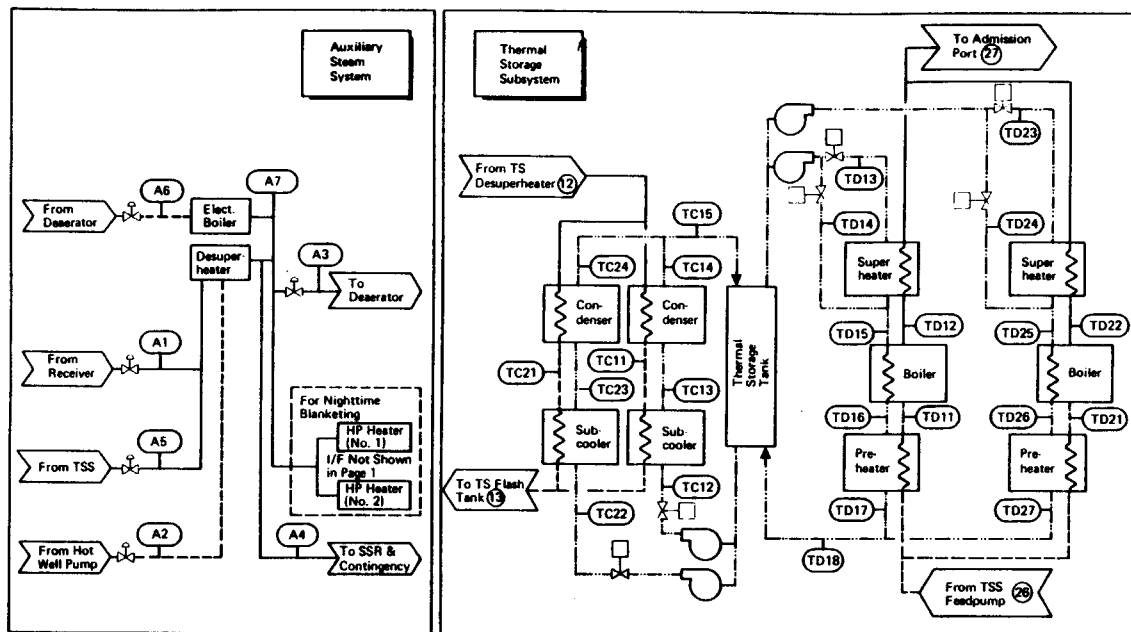 Auxiliary
Steam
System
A7
A6
From
Deaerator
Elect.
Boiler
Desuper-
heater
A3
To
Deaerator
A1
From
Receiver
For Nighttime
Blanketing
HP Heater
(No. 1)
I/F Not Shown
in Page 1
HP Heater
(No. 2)
A5
From TSS
A2
From Hot
Well Pump
A4
To SSR &
Contingency
Thermal
Storage
Subsystem
To Admission
Port 27
TD23
From TS
Desuperheater 12
TD13
TC15
TD14
TD24
TC24
TC14
Super
heater
Super
heater
Con-
denser
Con-
denser
Thermal Storage
Tank
TD15
TD12
TD25
TD22
TC21
TC11
TC23
TC13
Boiler
Boiler
TD16
TD11
TD26
TD21
Sub-
cooler
Sub-
cooler
Pre-
heater
Pre-
heater
To TS Flash
Tank 13
TC12
TC22
TD17
TD27
TD18
From TSS
Feedpump 26